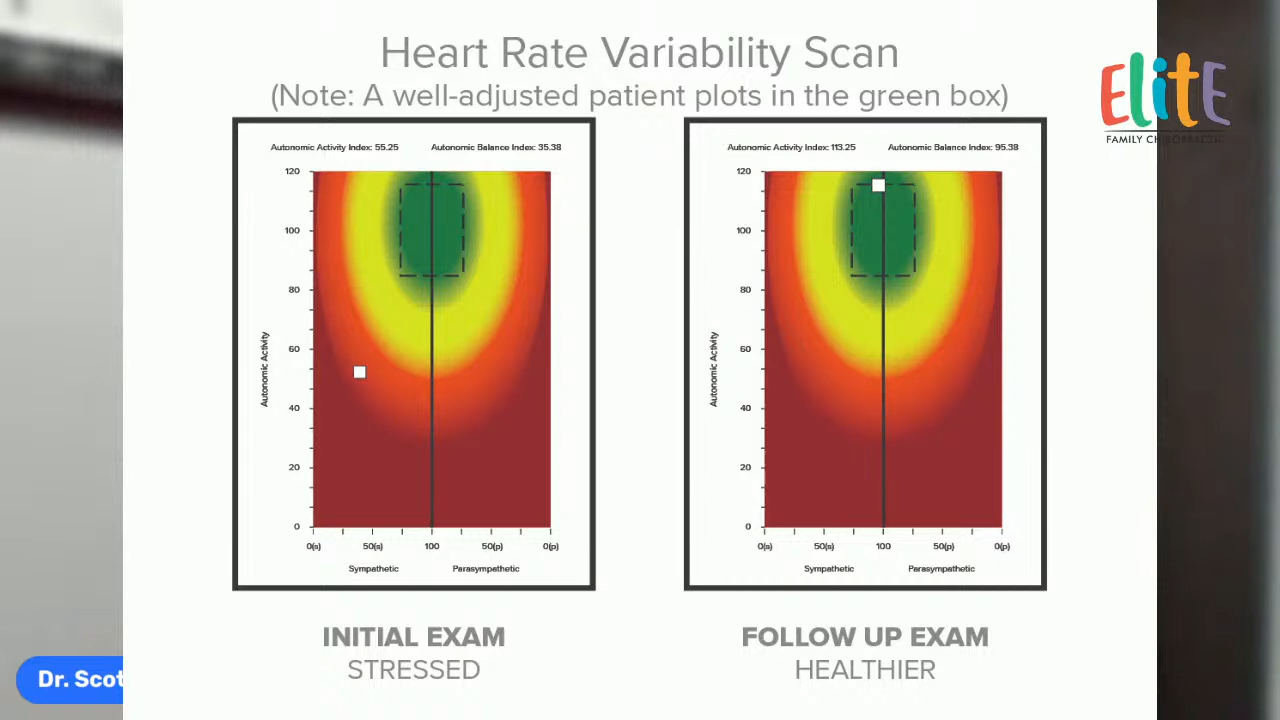 Heart Rate Variability Scan
(Note: A well-adjusted patient plots in the green box)
ELiTE
FAMILY CHIROPRACTIC
Autonomic Activity Index: 55.25 Autonomic Balance Index: 35.38
120
100
80
60
40
20
0
Autonomic Activity
0(s) 50(s) 100 50(p) 0(p)
Sympathetic Parasympathetic
INITIAL EXAM
STRESSED
Autonomic Activity Index: 113.25 Autonomic Balance Index: 95.38
120
100
80
60
40
20
0
Autonomic Activity
0(s) 50(s) 100 50(p) 0(p)
Sympathetic Parasympathetic
FOLLOW UP EXAM
HEALTHIER
Dr. Scot